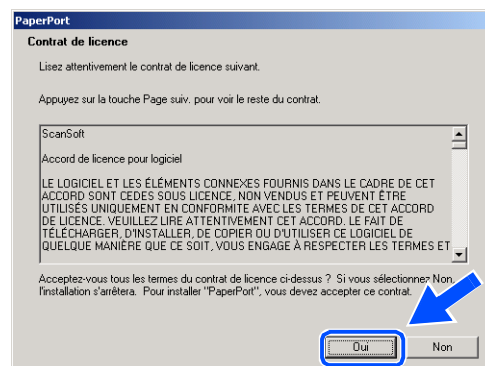 PaperPort
Contrat de licence
Lisez attentivement le contrat de licence suivant.
Appuyez sur la touche Page suiv. pour voir le reste du contrat.
ScanSoft
Accord de licence pour logiciel
LE LOGICIEL ET LES ÉLÉMENTS CONNEXES FOURNIS DANS LE CADRE DE CET
ACCORD SONT CEDES SOUS LICENCE, NON VENDUS ET PEUVENT ÊTRE
UTILISÉS UNIQUEMENT EN CONFORMITE AVEC LES TERMES DE CET ACCORD
DE LICENCE. VEUILLEZ LIRE ATTENTIVEMENT CET ACCORD. LE FAIT DE
TÉLÉCHARGER, D'INSTALLER, DE COPIER OU D'UTILISER CE LOGICIEL DE
QUELQUE MANIÈRE QUE CE SOIT, VOUS ENGAGE À RESPECTER LES TERMES ET
Acceptez-vous tous les termes du contrat de licence ci-dessus ? Si vous sélectionnez Non,
l'installation s'arrêtera. Pour installer "PaperPort", vous devez accepter ce contrat.
Oui
Non